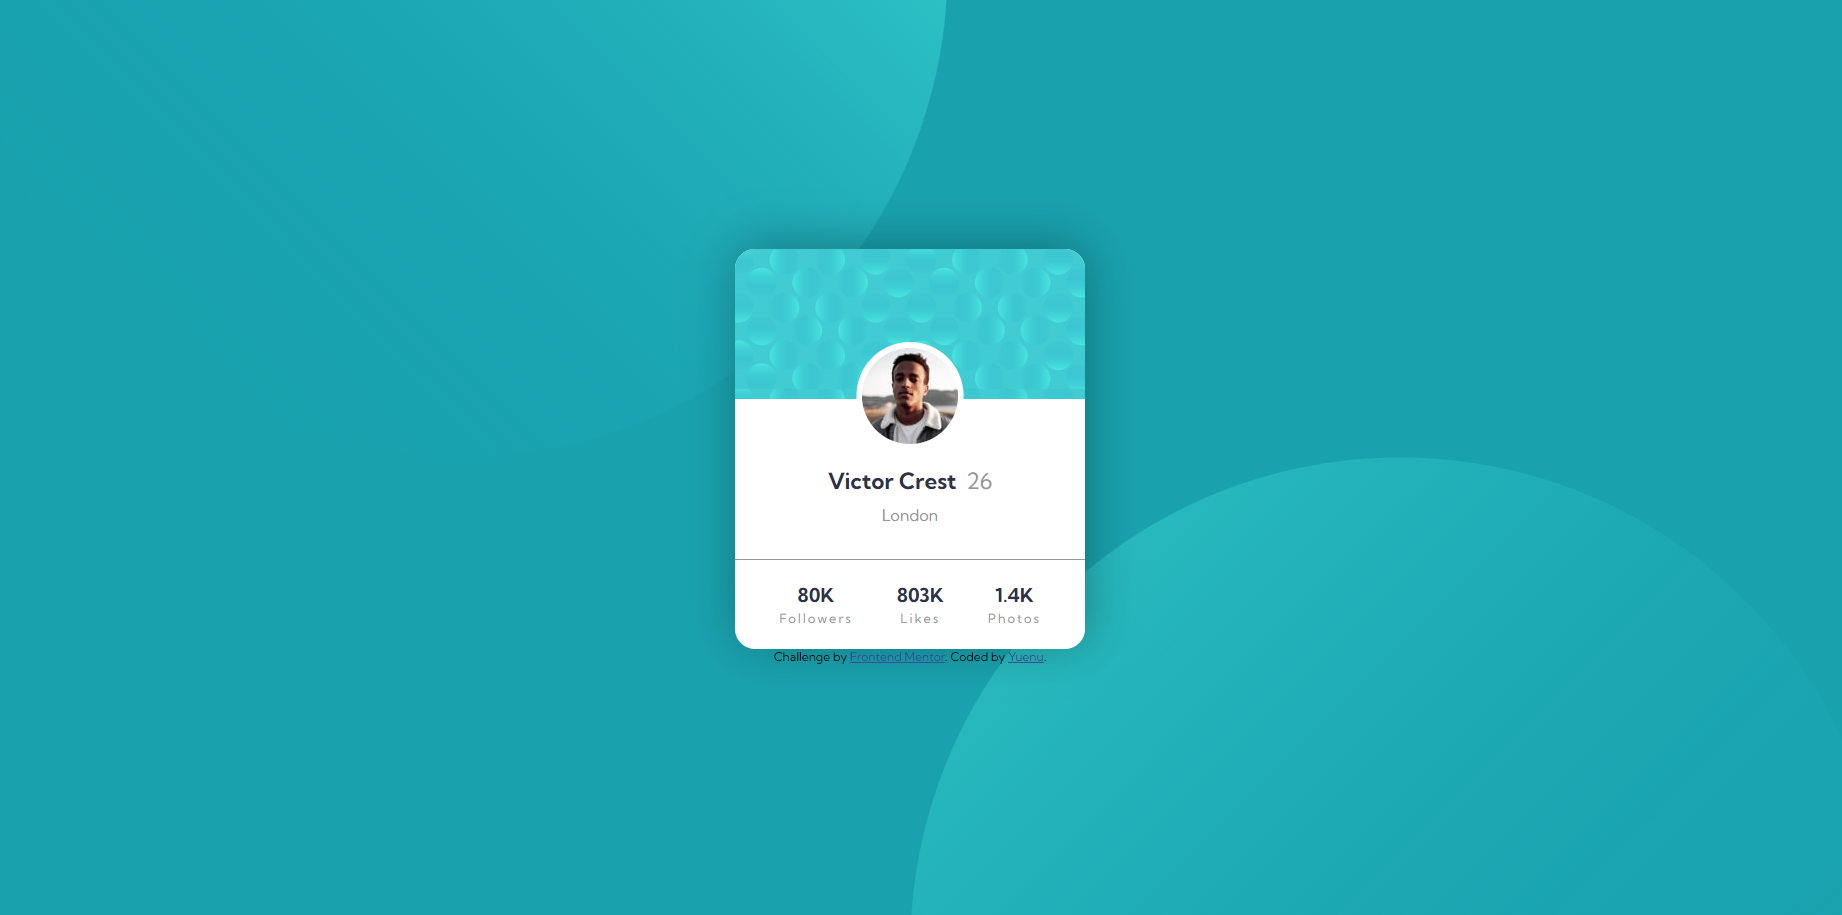 Victor Crest 26
London
80K 803K 1.4K
Followers Likes Photos
Challenge by Frontend Mentor. Coded by Yuenu.